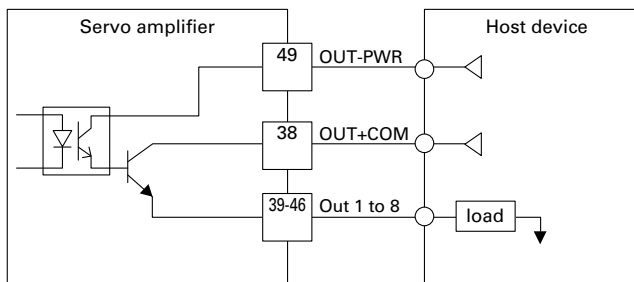 Servo amplifier
Host device
49
OUT-PWR
38
OUT+COM
39-46
Out 1 to 8
load